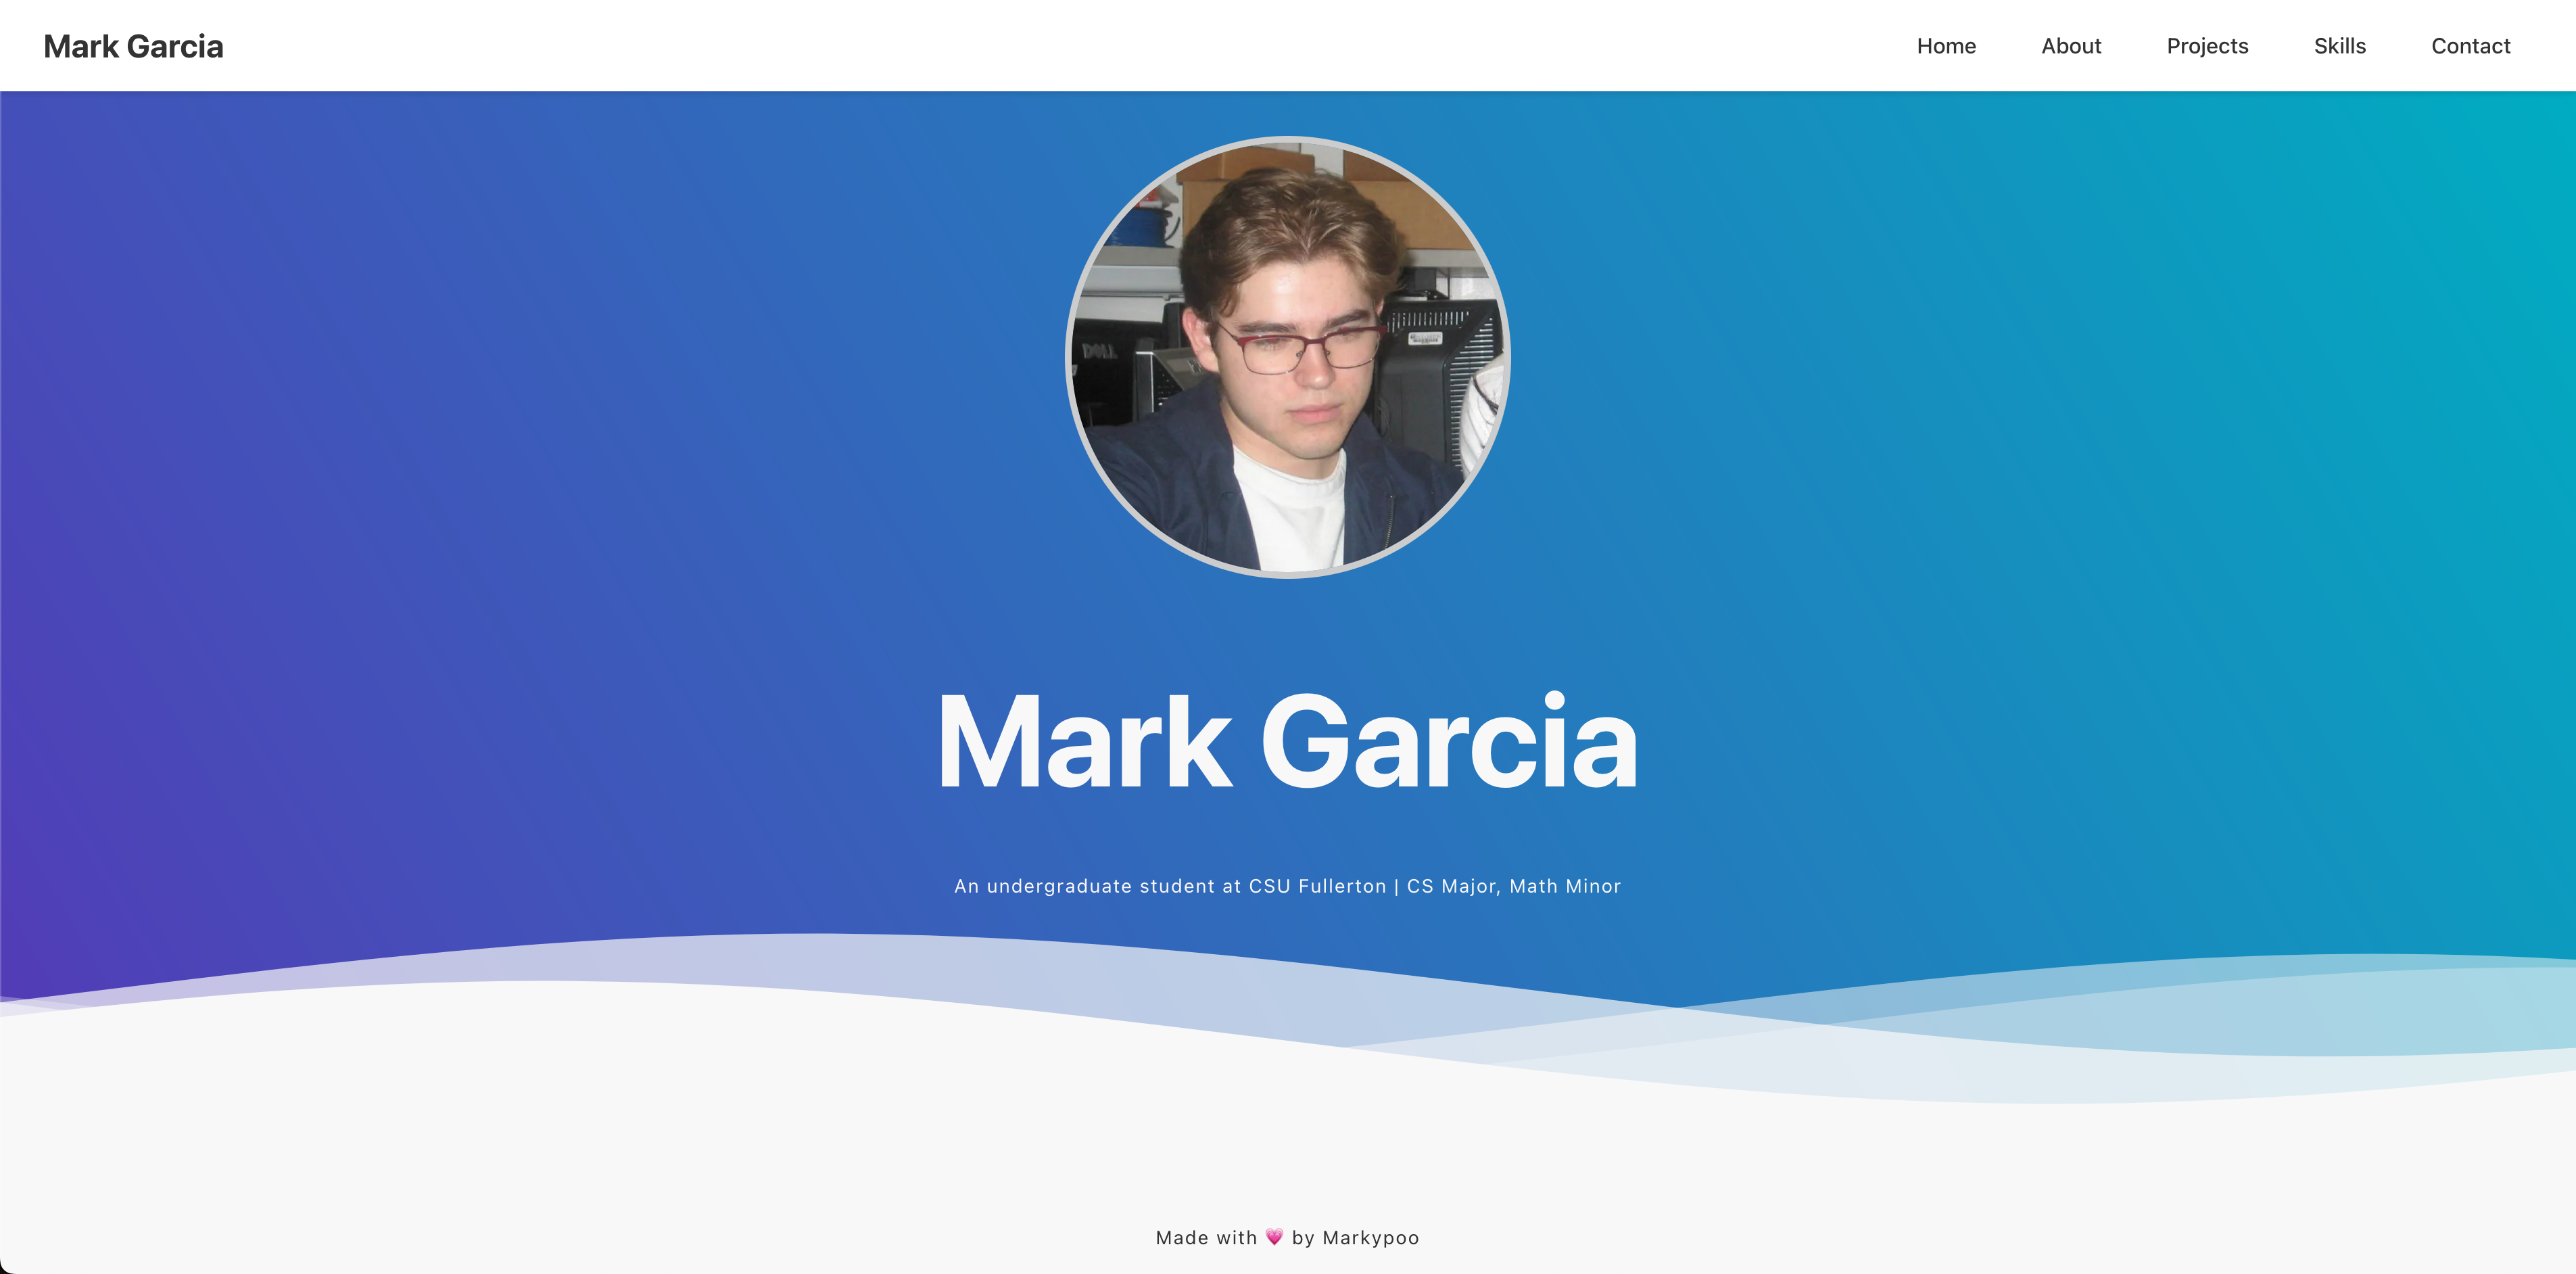 Mark Garcia
Home About Projects Skills Contact
DELL
Mark Garcia
An undergraduate student at CSU Fullerton | CS Major, Math Minor
Made with 💗 by Markypoo